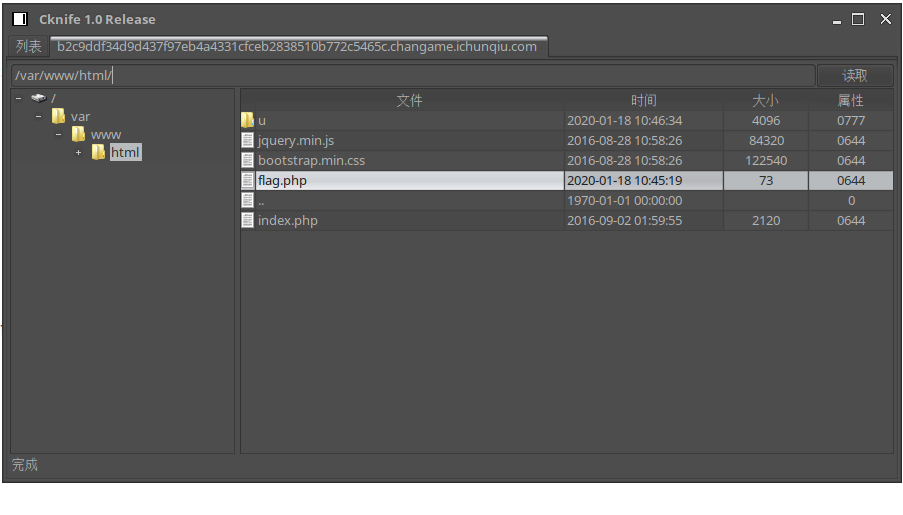 Cknife 1.0 Release
列表 b2c9ddf34d9d437f97eb4a4331cfceb2838510b772c5465c.changame.ichunqiu.com
/var/www/html/ 读取
/
var
www
html
文件 时间 大小 属性
u 2020-01-18 10:46:34 4096 0777
jquery.min.js 2016-08-28 10:58:26 84320 0644
bootstrap.min.css 2016-08-28 10:58:26 122540 0644
flag.php 2020-01-18 10:45:19 73 0644
.. 1970-01-01 00:00:00 0
index.php 2016-09-02 01:59:55 2120 0644
完成